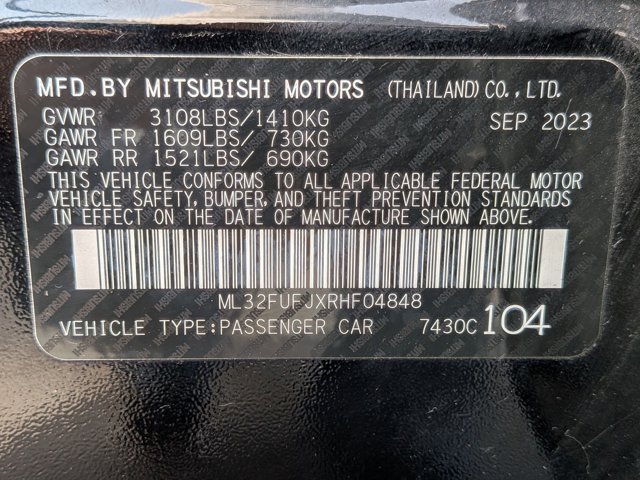 MFD.BY MITSUBISHI MOTORS (THAILAND)CO.,LTD.
GVWR 3108LBS/1410KG SEP 2023
GAWR FR 1609LBS/ 730KG
GAWR RR 1521LBS/ 690KG
THIS VEHICLE CONFORMS TO ALL APPLICABLE FEDERAL MOTOR
VEHICLE SAFETY, BUMPER, AND THEFT PREVENTION STANDARDS
IN EFFECT ON THE DATE OF MANUFACTURE SHOWN ABOVE.
ML32FUFJXRHF04848
VEHICLE TYPE:PASSENGER CAR 7430C 104